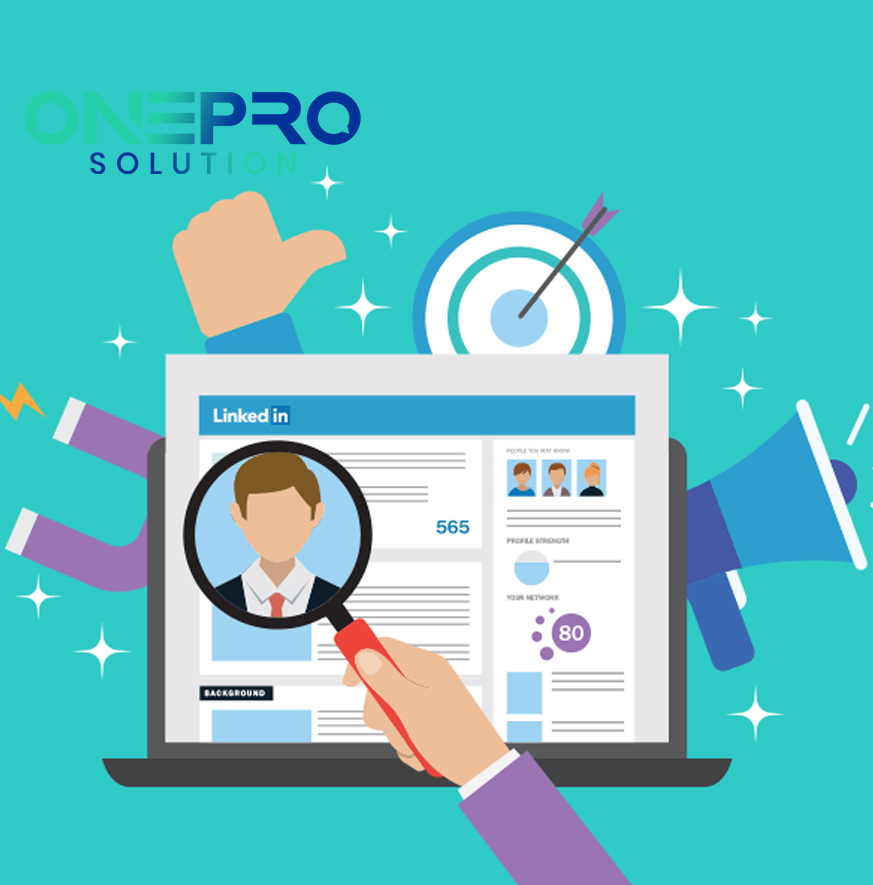 ONEPRO
SOLUTION
Linked in
PEOPLE YOU MAY KNOW
565
PROFILE STRENGTH
YOUR NETWORK
80
BACKGROUND